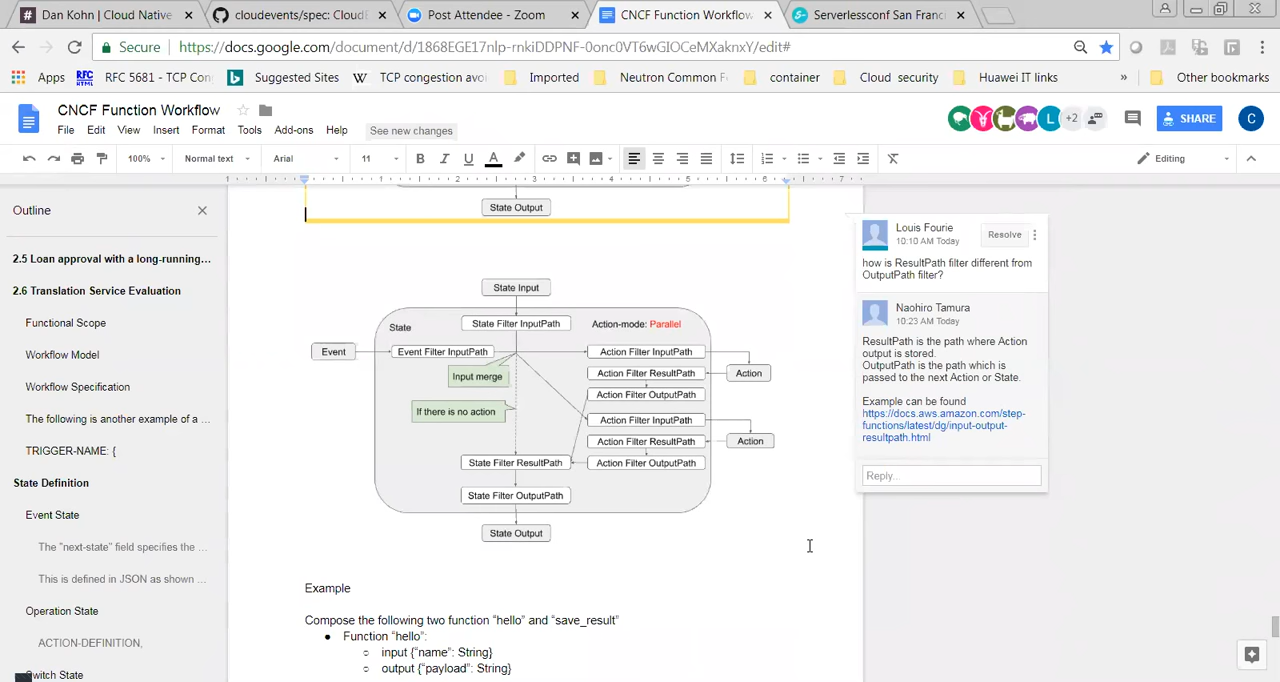 Dan Kohn | Cloud Native
cloudevents/spec: CloudE
Post Attendee - Zoom
CNCF Function Workflow
Serverlessconf San Franc
Secure
https://docs.google.com/document/d/1868EGE17nlp-rnkiDDPNF-0onc0VT6wGIOCeMXaknxY/edit#
Apps
RFC 5681 - TCP Con
Suggested Sites
TCP congestion avoi
Imported
Neutron Common F
container
Cloud security
Huawei IT links
»
Other bookmarks
CNCF Function Workflow
File Edit View Insert Format Tools Add-ons Help See new changes
L +2 SHARE C
100% Normal text Arial 11 B I U A Editing
1 1 2 3 4 5 6 7
Outline
2.5 Loan approval with a long-running...
2.6 Translation Service Evaluation
Functional Scope
Workflow Model
Workflow Specification
The following is another example of a ...
TRIGGER-NAME: {
State Definition
Event State
The "next-state" field specifies the ...
This is defined in JSON as shown ...
Operation State
ACTION-DEFINITION,
Switch State
State Output
State Input
State
State Filter InputPath
Action-mode: Parallel
Event
Event Filter InputPath
Action Filter InputPath
Input merge
Action Filter ResultPath
Action
Action Filter OutputPath
If there is no action
Action Filter InputPath
Action Filter ResultPath
Action
State Filter ResultPath
Action Filter OutputPath
State Filter OutputPath
State Output
Example
Compose the following two function “hello” and “save_result”
● Function “hello”:
○ input {“name”: String}
○ output {“payload”: String}
Louis Fourie
10:10 AM Today
Resolve
how is ResultPath filter different from
OutputPath filter?
Naohiro Tamura
10:23 AM Today
ResultPath is the path where Action
output is stored.
OutputPath is the path which is
passed to the next Action or State.
Example can be found
https://docs.aws.amazon.com/step-
functions/latest/dg/input-output-
resultpath.html
Reply...